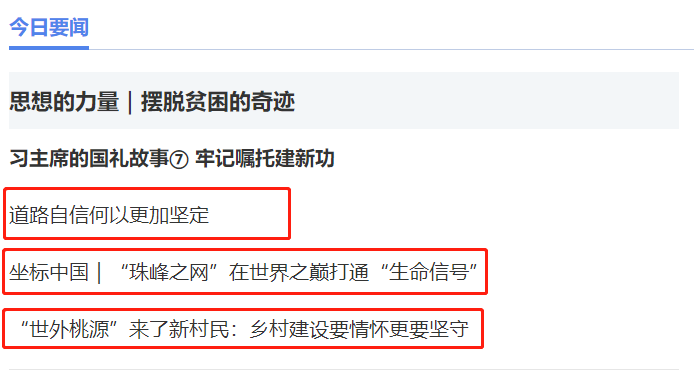 今日要闻
思想的力量｜摆脱贫困的奇迹
习主席的国礼故事⑦ 牢记嘱托建新功
道路自信何以更加坚定
坐标中国｜“珠峰之网”在世界之巅打通“生命信号”
“世外桃源”来了新村民：乡村建设要情怀更要坚守